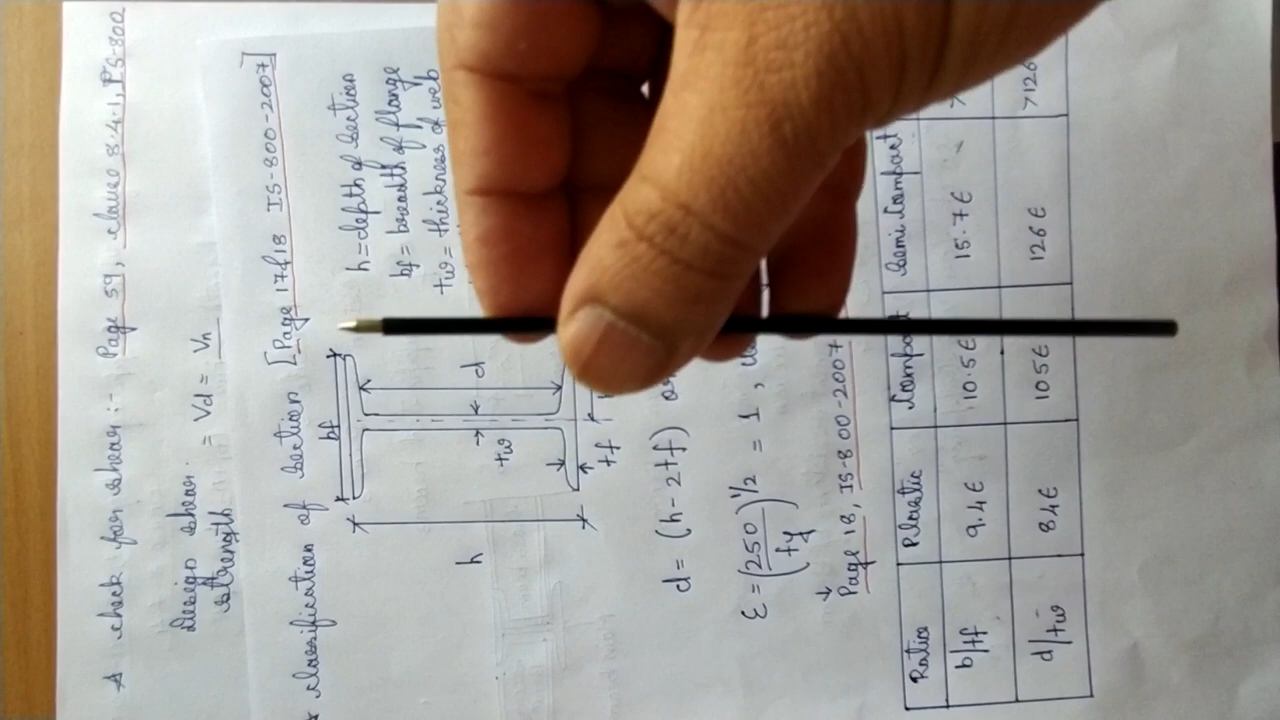 * check for shear :- Page 59, clause 8.4.1, IS-800
Design shear strength = Vd = Vn
* classification of section [Page 17&18 IS-800-2007]
bf
h = depth of section
bf = breadth of flange
tw = thickness of web
d
tw
tf
h
d = (h - 2tf)
ε = (250/fy)^1/2 = 1,
↓
Page 18, IS-800-2007
Ratio Plastic Compact Semi Compact
b/tf 9.4ε 10.5ε 15.7ε >
d/tw 84ε 105ε 126ε >126